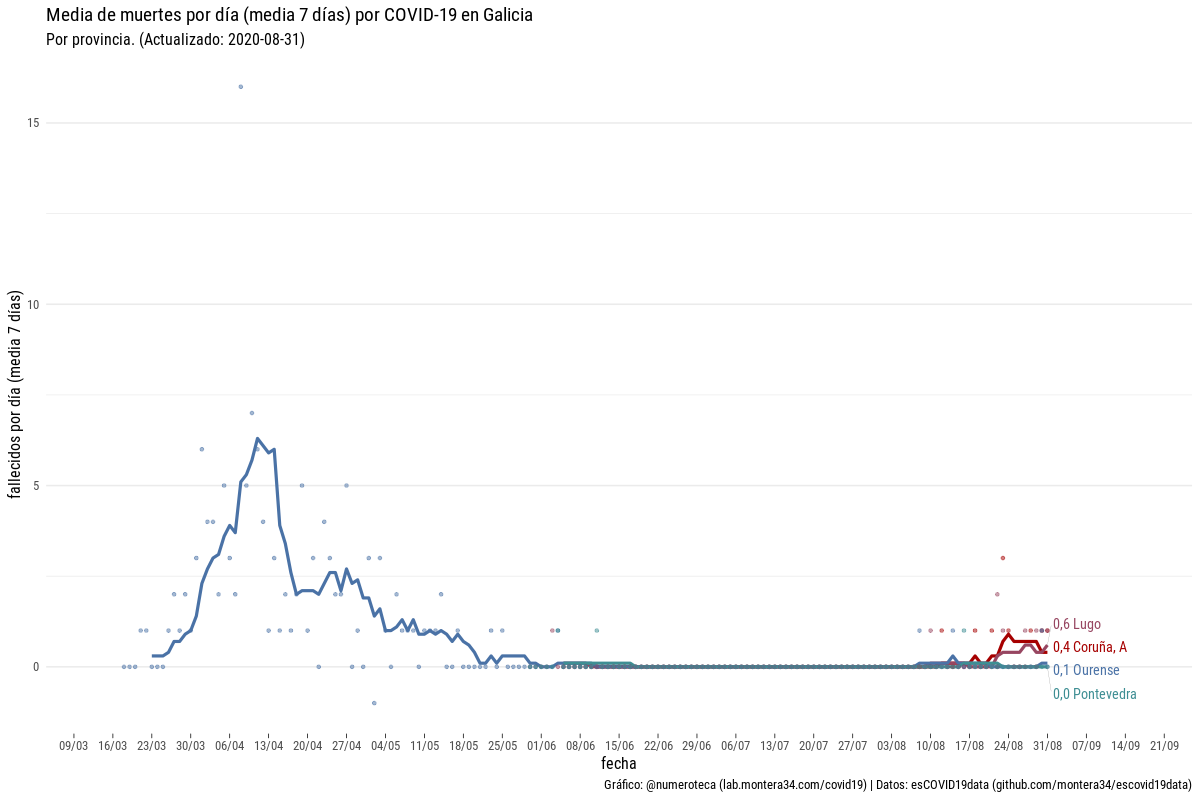 Media de muertes por día (media 7 días) por COVID-19 en Galicia
Por provincia. (Actualizado: 2020-08-31)
fallecidos por día (media 7 días)
15
10
5
0
0,6 Lugo
0,4 Coruña, A
0,1 Ourense
0,0 Pontevedra
09/03 16/03 23/03 30/03 06/04 13/04 20/04 27/04 04/05 11/05 18/05 25/05 01/06 08/06 15/06 22/06 29/06 06/07 13/07 20/07 27/07 03/08 10/08 17/08 24/08 31/08 07/09 14/09 21/09
fecha
Gráfico: @numeroteca (lab.montera34.com/covid19) | Datos: esCOVID19data (github.com/montera34/escovid19data)